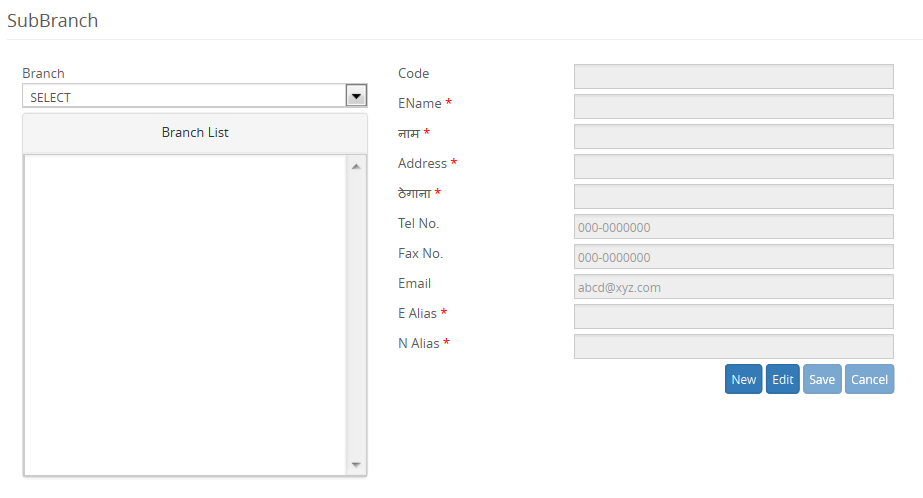 SubBranch
Branch
SELECT
Branch List
Code
EName *
नाम *
Address *
ठेगाना *
Tel No. 000-0000000
Fax No. 000-0000000
Email abcd@xyz.com
E Alias *
N Alias *
New Edit Save Cancel